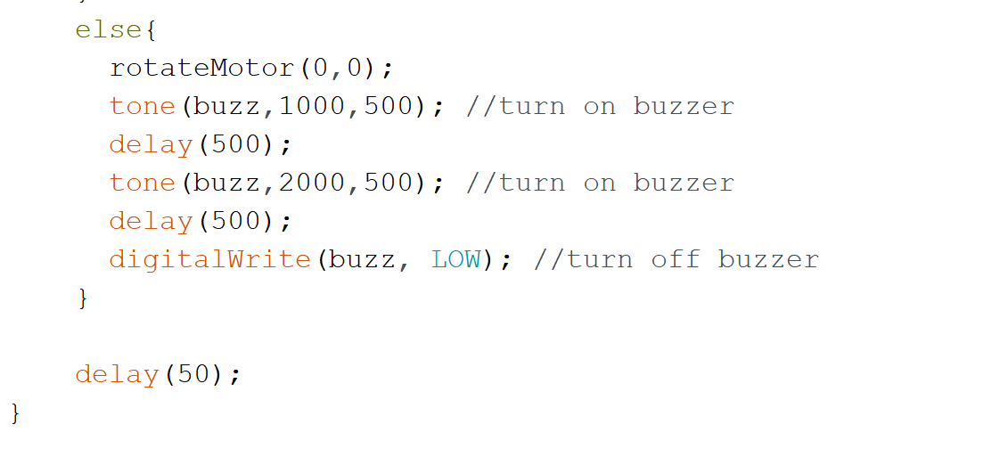 }
else{
rotateMotor(0,0);
tone(buzz,1000,500); //turn on buzzer
delay(500);
tone(buzz,2000,500); //turn on buzzer
delay(500);
digitalWrite(buzz, LOW); //turn off buzzer
}
delay(50);
}